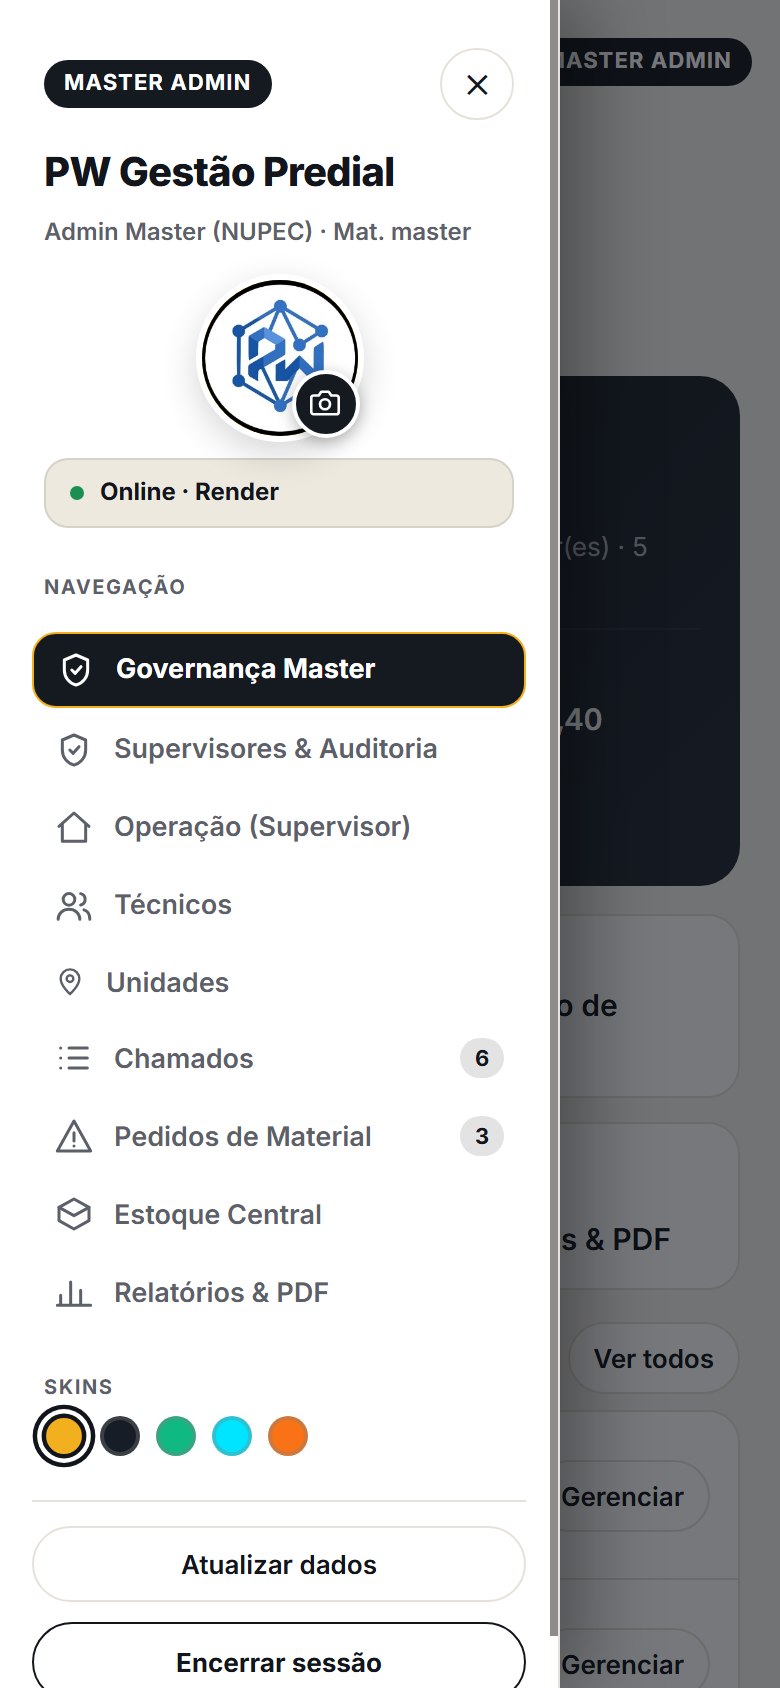 MASTER ADMIN
MASTER ADMIN
PW Gestão Predial
Admin Master (NUPEC) · Mat. master
PW
Online · Render
r(es) · 5
NAVEGAÇÃO
Governança Master
,40
Supervisores & Auditoria
Operação (Supervisor)
Técnicos
Unidades
o de
Chamados 6
Pedidos de Material 3
Estoque Central
s & PDF
Relatórios & PDF
Ver todos
SKINS
Gerenciar
Atualizar dados
Encerrar sessão
Gerenciar